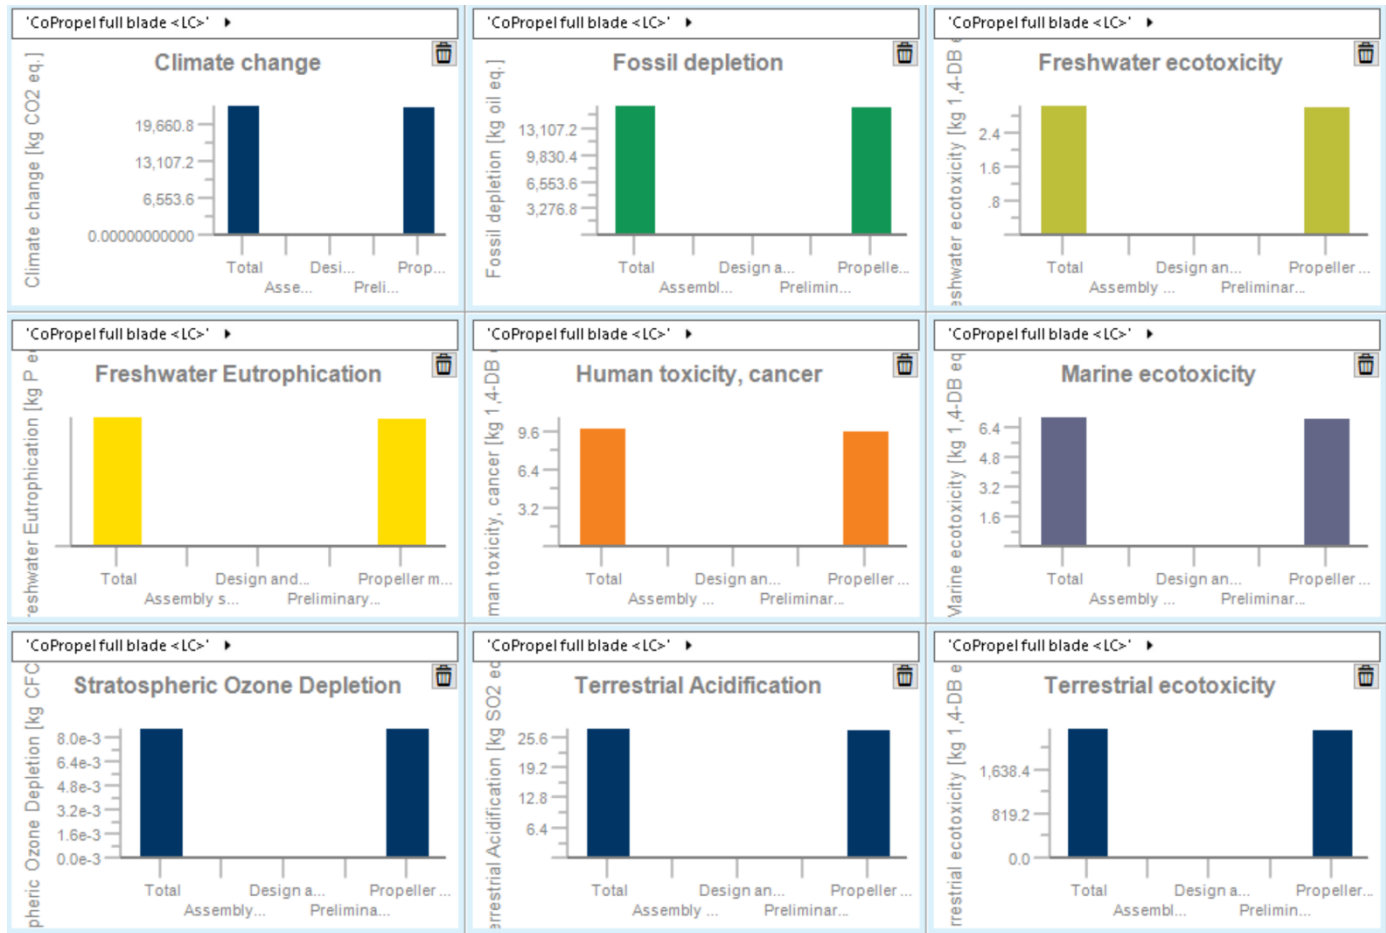 'CoPropel full blade <LC>'
Climate change
Climate change [kg CO2 eq.]
19,660.8
13,107.2
6,553.6
0.00000000000
Total
Desi...
Prop...
Asse...
Preli...
'CoPropel full blade <LC>'
Fossil depletion
Fossil depletion [kg oil eq.]
13,107.2
9,830.4
6,553.6
3,276.8
Total
Design a...
Propelle...
Assembl...
Prelimin...
'CoPropel full blade <LC>'
Freshwater ecotoxicity
eshwater ecotoxicity [kg 1,4-DB e
2.4
1.6
.8
Total
Design an...
Propeller ...
Assembly ...
Preliminar...
'CoPropel full blade <LC>'
Freshwater Eutrophication
reshwater Eutrophication [kg P e
Total
Design and...
Propeller m...
Assembly s...
Preliminary...
'CoPropel full blade <LC>'
Human toxicity, cancer
man toxicity, cancer [kg 1,4-DB e
9.6
6.4
3.2
Total
Design an...
Propeller ...
Assembly ...
Preliminar...
'CoPropel full blade <LC>'
Marine ecotoxicity
Marine ecotoxicity [kg 1,4-DB eq
6.4
4.8
3.2
1.6
Total
Design an...
Propeller ...
Assembly ...
Preliminar...
'CoPropel full blade <LC>'
Stratospheric Ozone Depletion
pheric Ozone Depletion [kg CFC
8.0e-3
6.4e-3
4.8e-3
3.2e-3
1.6e-3
0.0e-3
Total
Design a...
Propeller ...
Assembly...
Prelimina...
'CoPropel full blade <LC>'
Terrestrial Acidification
errestrial Acidification [kg SO2 eq
25.6
19.2
12.8
6.4
Total
Design an...
Propeller ...
Assembly ...
Preliminar...
'CoPropel full blade <LC>'
Terrestrial ecotoxicity
rrestrial ecotoxicity [kg 1,4-DB e
1,638.4
819.2
0.0
Total
Design a...
Propeller...
Assembl...
Prelimin...